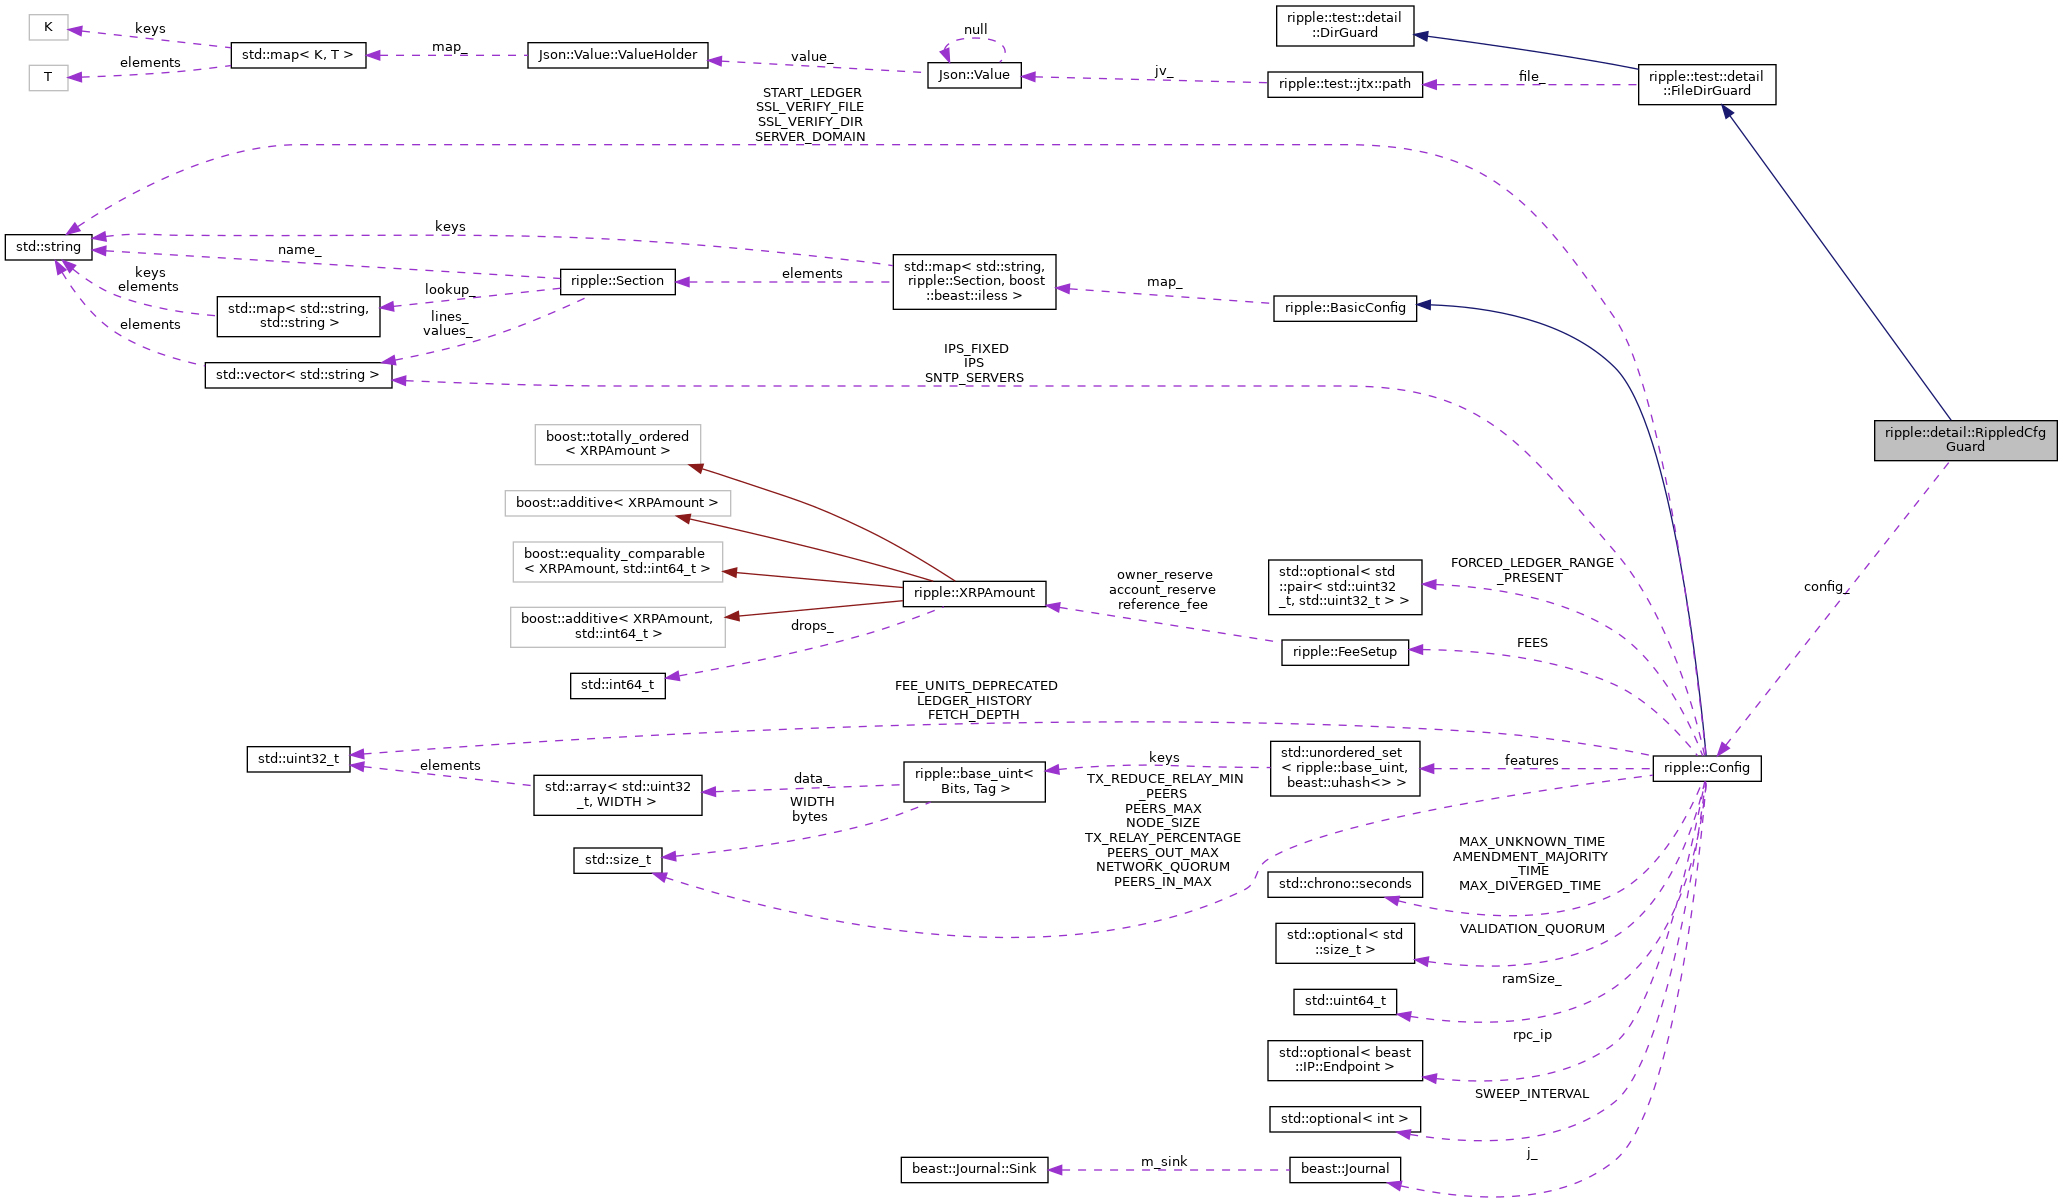 K
keys
std::map< K, T >
T
elements
map_
Json::Value::ValueHolder
value_
null
Json::Value
jv_
ripple::test::jtx::path
file_
ripple::test::detail
::DirGuard
ripple::test::detail
::FileDirGuard
START_LEDGER
SSL_VERIFY_FILE
SSL_VERIFY_DIR
SERVER_DOMAIN
std::string
keys
name_
keys
elements
elements
std::map< std::string,
std::string >
std::vector< std::string >
ripple::Section
lookup_
lines_
values_
elements
std::map< std::string,
ripple::Section, boost
::beast::iless >
map_
ripple::BasicConfig
IPS_FIXED
IPS
SNTP_SERVERS
ripple::detail::RippledCfg
Guard
config_
boost::totally_ordered
< XRPAmount >
boost::additive< XRPAmount >
boost::equality_comparable
< XRPAmount, std::int64_t >
boost::additive< XRPAmount,
std::int64_t >
std::int64_t
drops_
ripple::XRPAmount
owner_reserve
account_reserve
reference_fee
std::optional< std
::pair< std::uint32
_t, std::uint32_t > >
FORCED_LEDGER_RANGE
_PRESENT
ripple::FeeSetup
FEES
FEE_UNITS_DEPRECATED
LEDGER_HISTORY
FETCH_DEPTH
std::uint32_t
elements
std::array< std::uint32
_t, WIDTH >
data_
WIDTH
bytes
std::size_t
ripple::base_uint<
Bits, Tag >
keys
std::unordered_set
< ripple::base_uint,
beast::uhash<> >
features
ripple::Config
TX_REDUCE_RELAY_MIN
_PEERS
PEERS_MAX
NODE_SIZE
TX_RELAY_PERCENTAGE
PEERS_OUT_MAX
NETWORK_QUORUM
PEERS_IN_MAX
std::chrono::seconds
MAX_UNKNOWN_TIME
AMENDMENT_MAJORITY
_TIME
MAX_DIVERGED_TIME
std::optional< std
::size_t >
VALIDATION_QUORUM
std::uint64_t
ramSize_
std::optional< beast
::IP::Endpoint >
rpc_ip
std::optional< int >
SWEEP_INTERVAL
beast::Journal::Sink
m_sink
beast::Journal
j_